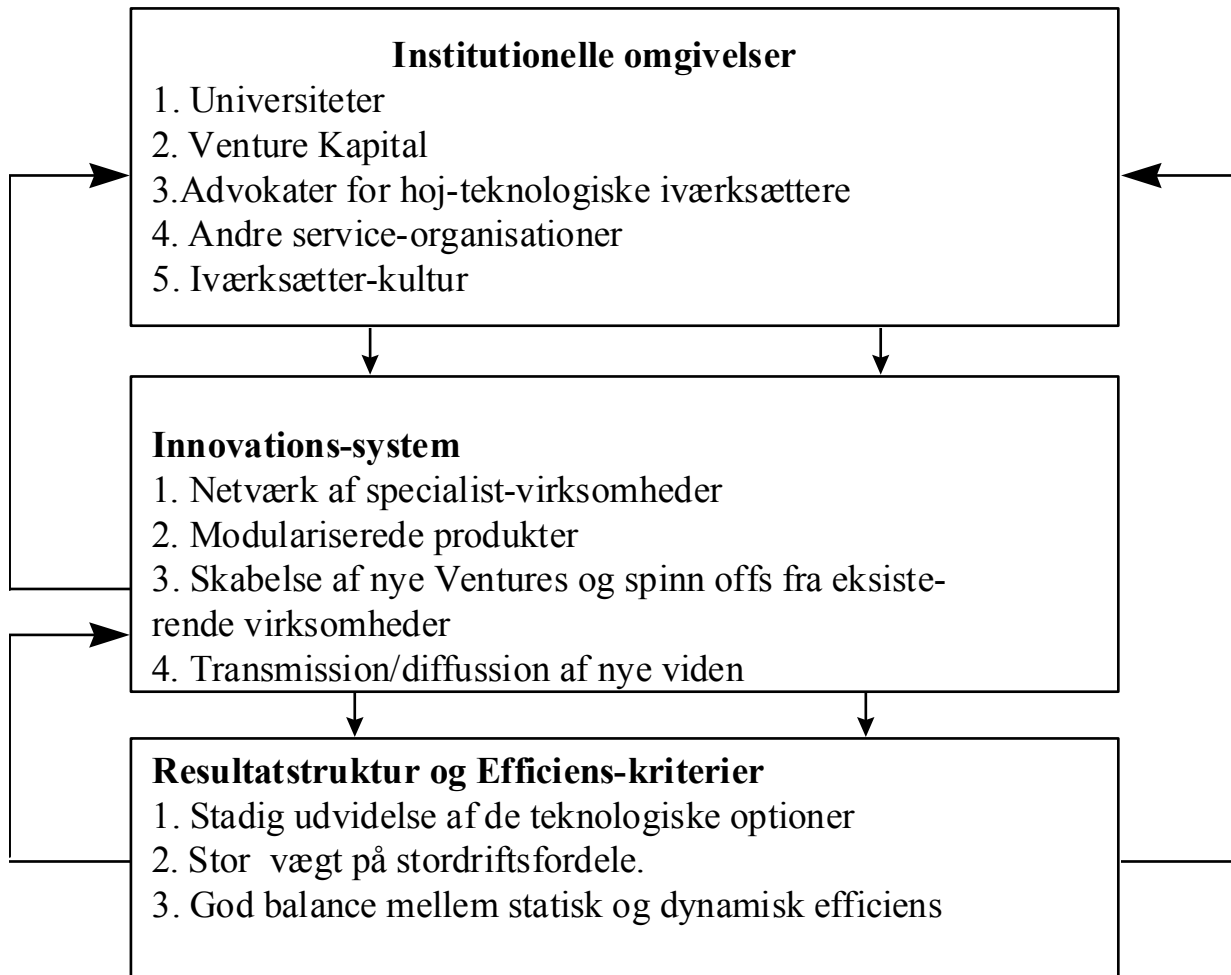 Institutionelle omgivelser
1. Universiteter
2. Venture Kapital
3.Advokater for hoj-teknologiske iværksættere
4. Andre service-organisationer
5. Iværksætter-kultur
Innovations-system
1. Netværk af specialist-virksomheder
2. Modulariserede produkter
3. Skabelse af nye Ventures og spinn offs fra eksiste-
rende virksomheder
4. Transmission/diffussion af nye viden
Resultatstruktur og Efficiens-kriterier
1. Stadig udvidelse af de teknologiske optioner
2. Stor  vægt på stordriftsfordele.
3. God balance mellem statisk og dynamisk efficiens